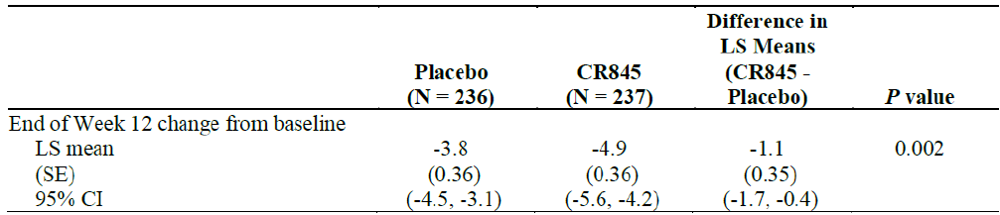 Difference in
LS Means
Placebo CR845 (CR845 -
(N = 236) (N = 237) Placebo) P value
End of Week 12 change from baseline
LS mean -3.8 -4.9 -1.1 0.002
(SE) (0.36) (0.36) (0.35)
95% CI (-4.5, -3.1) (-5.6, -4.2) (-1.7, -0.4)